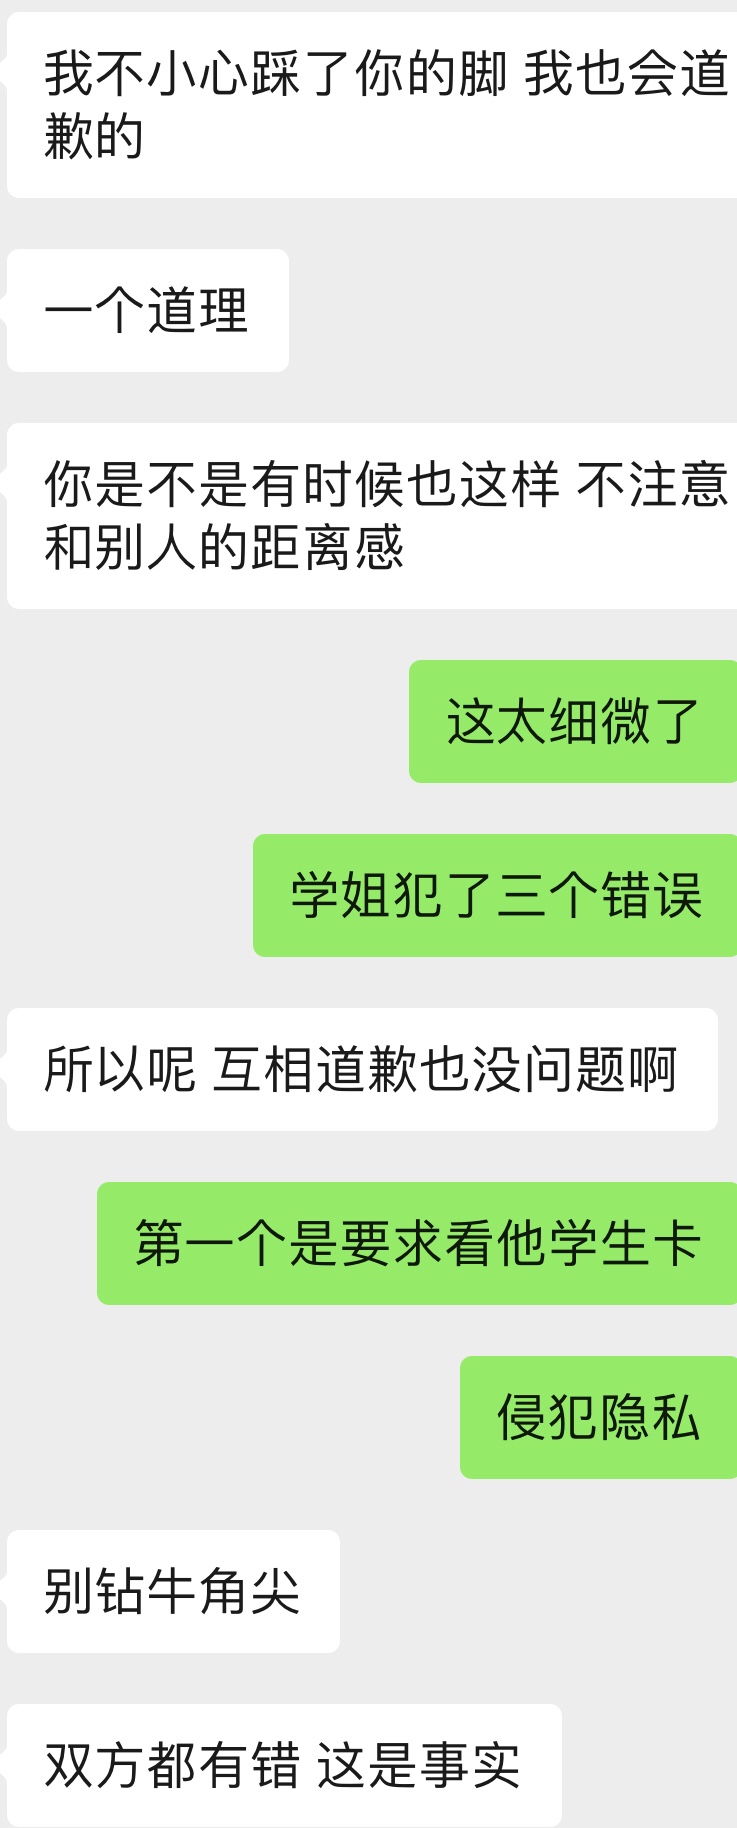 我不小心踩了你的脚 我也会道
歉的
一个道理
你是不是有时候也这样 不注意
和别人的距离感
这太细微了
学姐犯了三个错误
所以呢 互相道歉也没问题啊
第一个是要求看他学生卡
侵犯隐私
别钻牛角尖
双方都有错 这是事实